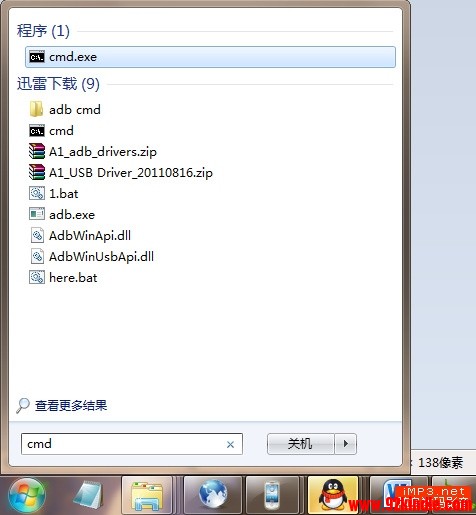 程序 (1)
cmd.exe
迅雷下载 (9)
adb cmd
cmd
A1_adb_drivers.zip
A1_USB Driver_20110816.zip
1.bat
adb.exe
AdbWinApi.dll
AdbWinUsbApi.dll
here.bat
查看更多结果
cmd
关机
138像素
iMP3.net